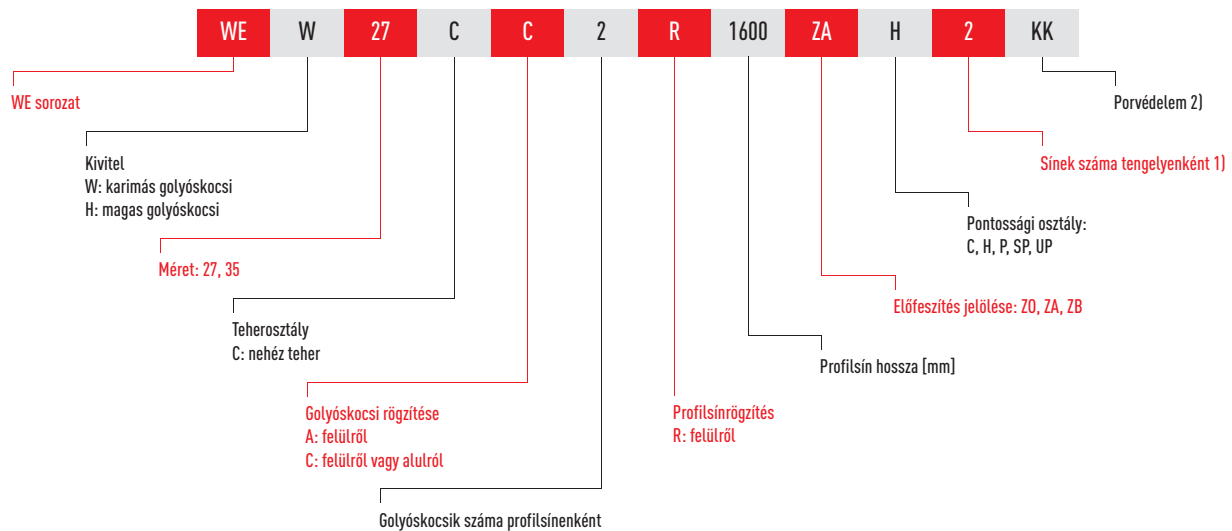 WE W 27 C C 2 R 1600 ZA H 2 KK
WE sorozat
Porvédelem 2)
Kivitel
W: karimás golyóskocsi
H: magas golyóskocsi
Sínek száma tengelyenként 1)
Pontossági osztály:
C, H, P, SP, UP
Méret: 27, 35
Előfeszítés jelölése: ZO, ZA, ZB
Teherosztály
C: nehéz teher
Profilsín hossza [mm]
Golyóskocsi rögzítése
A: felülről
C: felülről vagy alulról
Profilsínrögzítés
R: felülről
Golyóskocsik száma profilsínenként